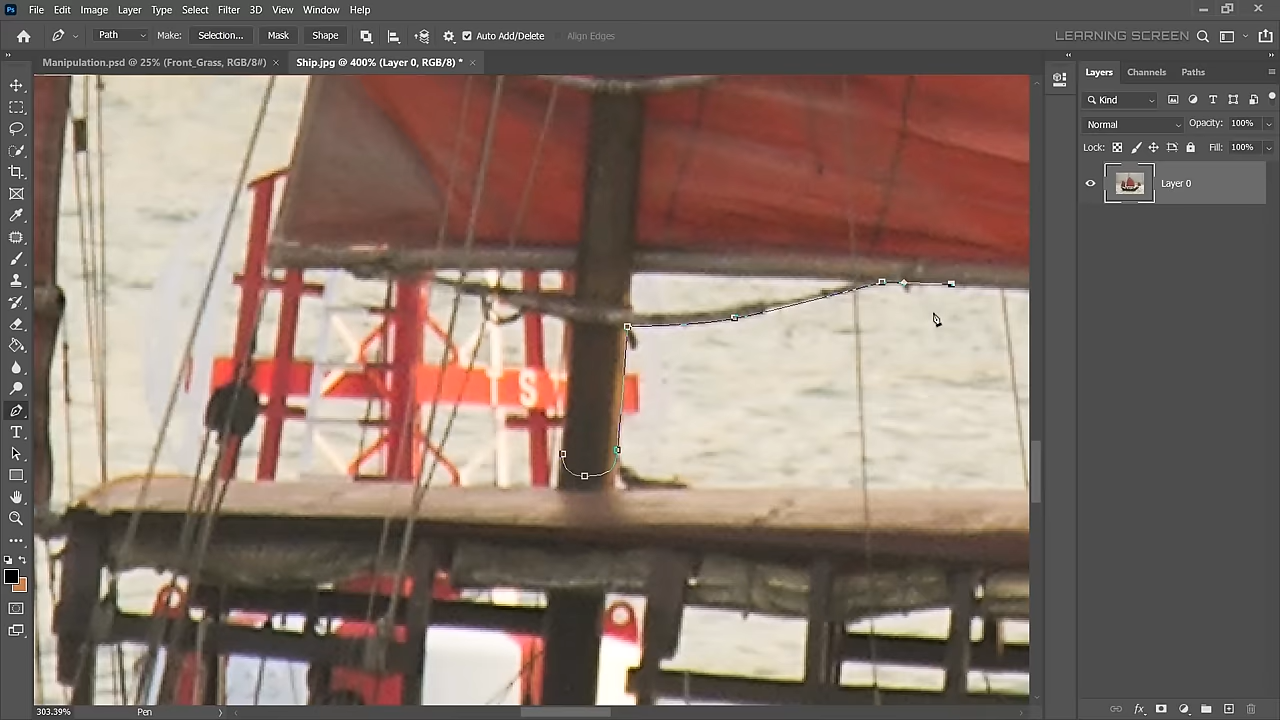 Ps File Edit Image Layer Type Select Filter 3D View Window Help
Path Make: Selection... Mask Shape Auto Add/Delete Align Edges LEARNING SCREEN
Manipulation.psd @ 25% (Front_Grass, RGB/8#) × Ship.jpg @ 400% (Layer 0, RGB/8) * ×
Layers Channels Paths
Kind
Normal Opacity: 100%
Lock: Fill: 100%
Layer 0
S
303.39% Pen